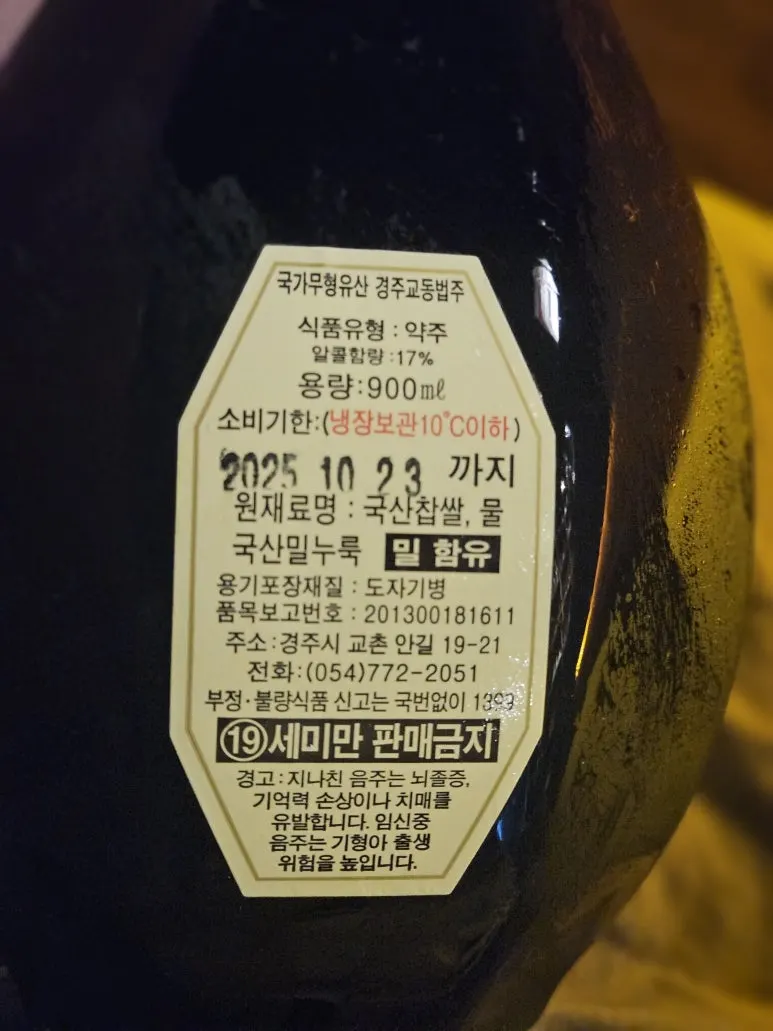 국가무형유산 경주교동법주
식품유형 : 약주
알콜함량 :17%
용량:900㎖
소비기한:(냉장보관10℃이하)
2025 10 23 까지
원재료명 : 국산찹쌀, 물
국산밀누룩 밀 함유
용기포장재질 : 도자기병
품목보고번호 : 201300181611
주소:경주시 교촌 안길 19-21
전화:(054)772-2051
부정·불량식품 신고는 국번없이 1399
⑲세미만 판매금지
경고:지나친 음주는 뇌졸증,
기억력 손상이나 치매를
유발합니다. 임신중
음주는 기형아 출생
위험을 높입니다.